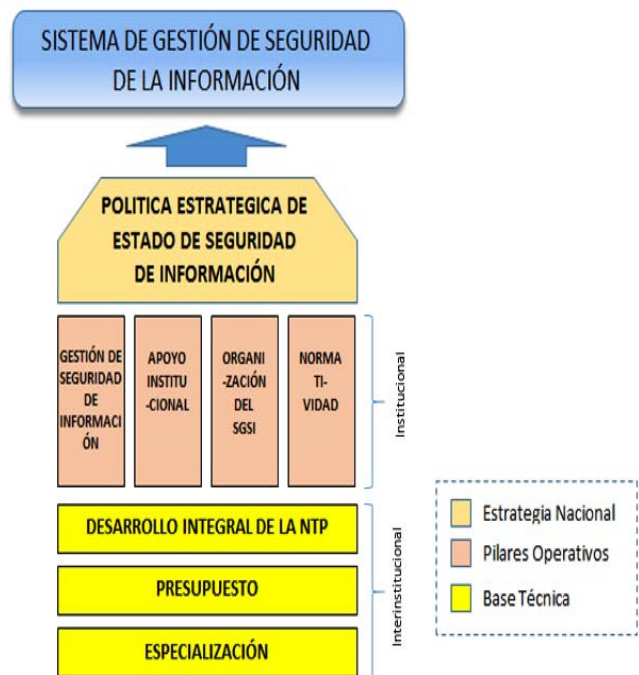 SISTEMA DE GESTIÓN DE SEGURIDAD
DE LA INFORMACIÓN
POLITICA ESTRATEGICA DE
ESTADO DE SEGURIDAD
DE INFORMACIÓN
GESTIÓN DE
SEGURIDAD
DE
INFORMACI
ÓN
APOYO
INSTITU
-CIONAL
ORGANI
-ZACIÓN
DEL
SGSI
NORMA
TI-
VIDAD
Institucional
DESARROLLO INTEGRAL DE LA NTP
PRESUPUESTO
ESPECIALIZACIÓN
Interinstitucional
Estrategia Nacional
Pilares Operativos
Base Técnica